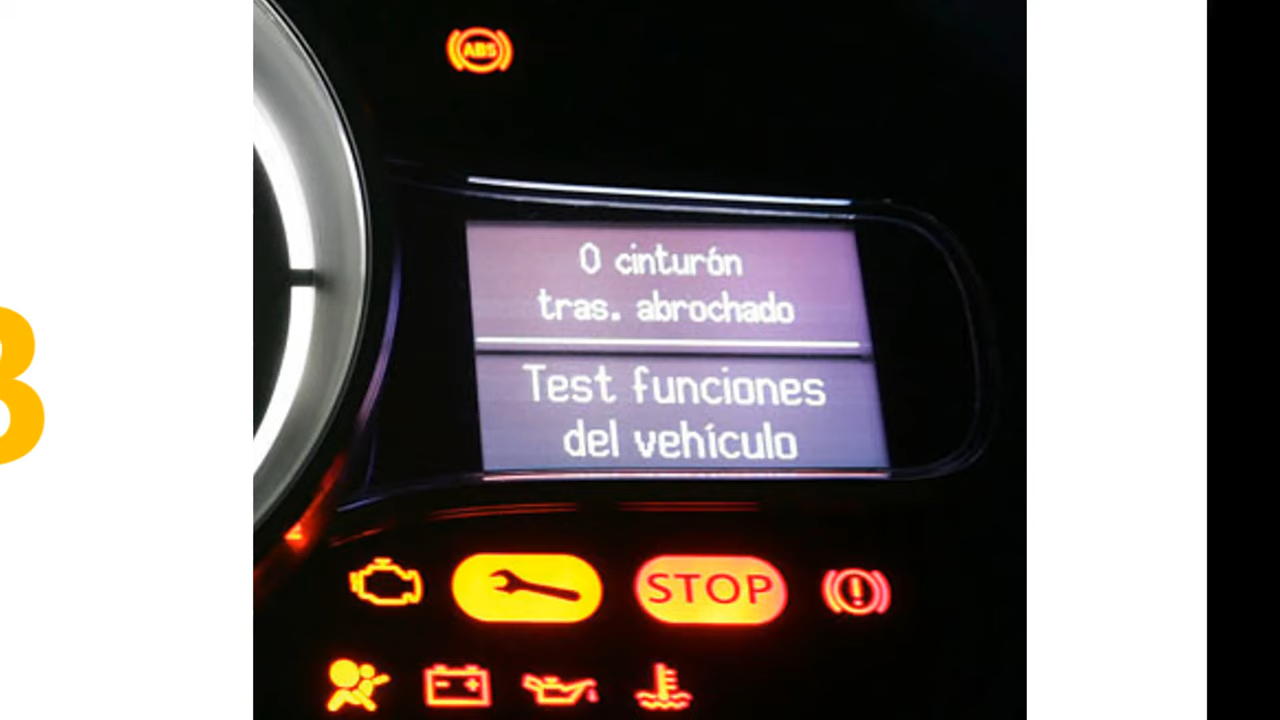 ABS
0 cinturón
tras. abrochado
Test funciones
del vehículo
STOP